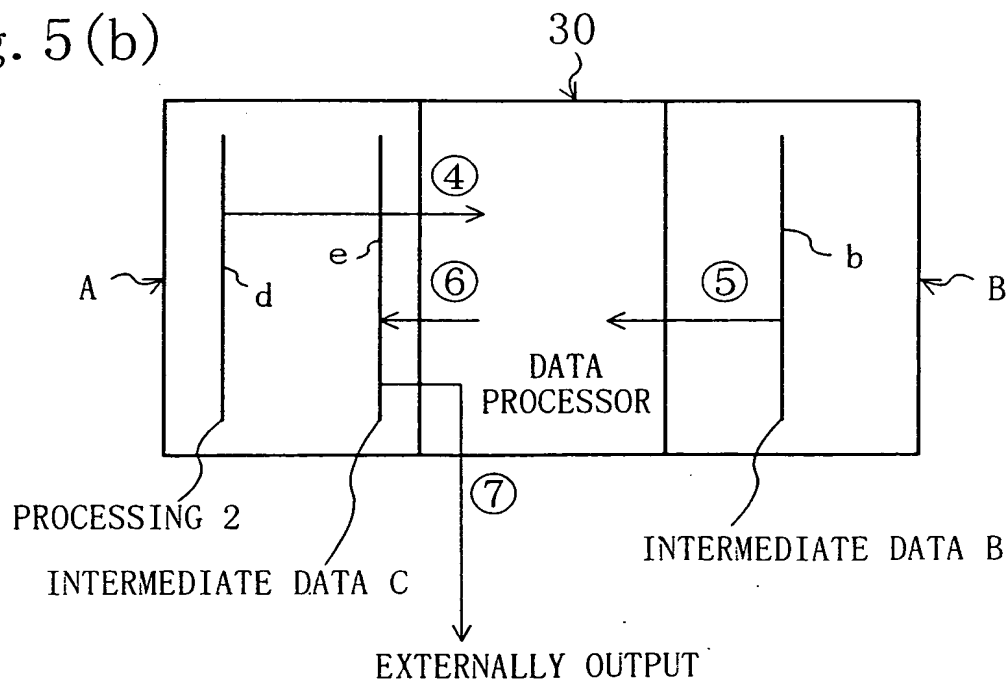 g. 5(b)
30
④
e
b
A
d
⑥
⑤
B
DATA
PROCESSOR
⑦
PROCESSING 2
INTERMEDIATE DATA B
INTERMEDIATE DATA C
EXTERNALLY OUTPUT